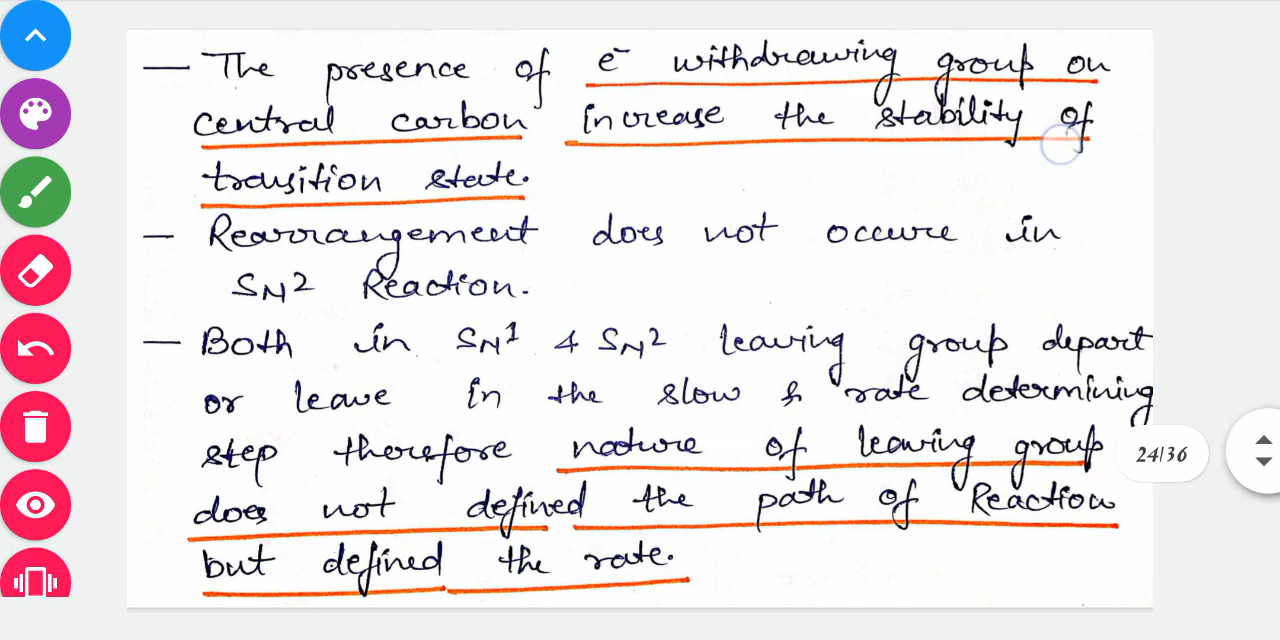 — The presence of e⁻ withdrawing group on
central carbon increase the stability of
transition state.
— Rearrangement does not occure in
SN2 Reaction.
— Both in SN1 & SN2 leaving group depart
or leave in the slow & rate determining
step therefore nature of leaving group
24/36
does not defined the path of Reaction
but defined the rate.